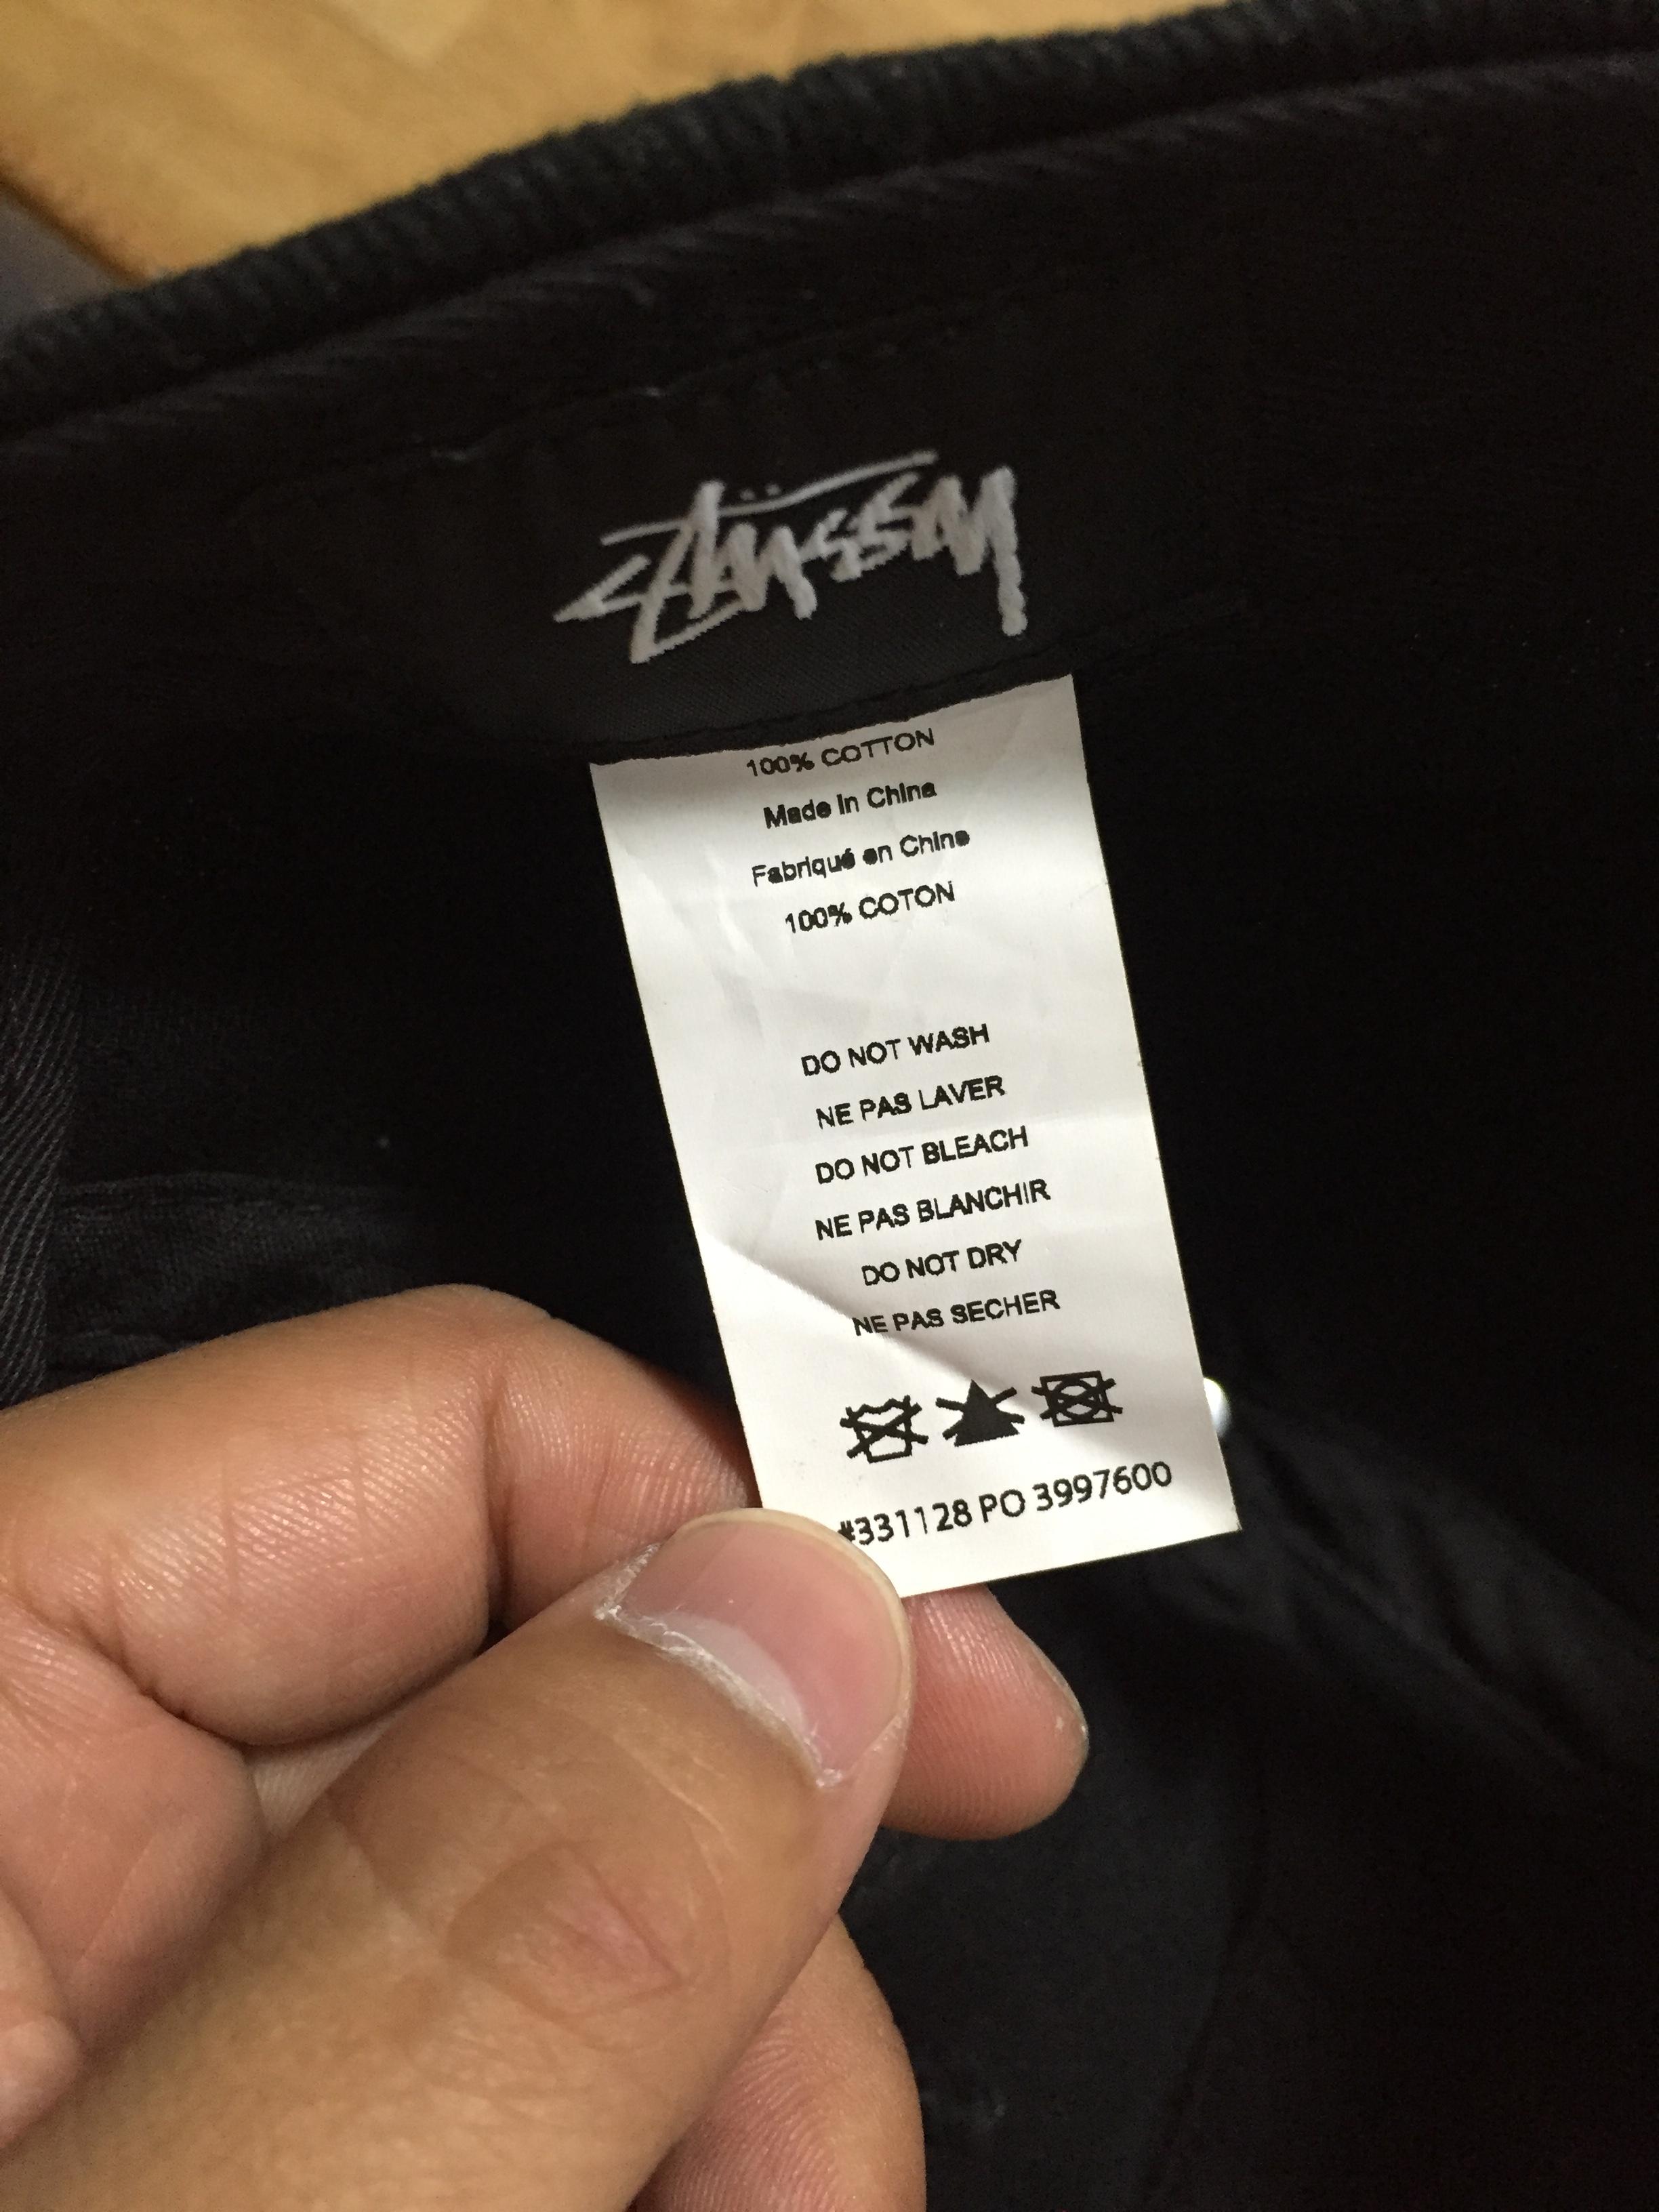 Stüssy
100% COTTON
Made In China
Fabriqué en Chine
100% COTON
DO NOT WASH
NE PAS LAVER
DO NOT BLEACH
NE PAS BLANCHIR
DO NOT DRY
NE PAS SECHER
#331128 PO 3997600